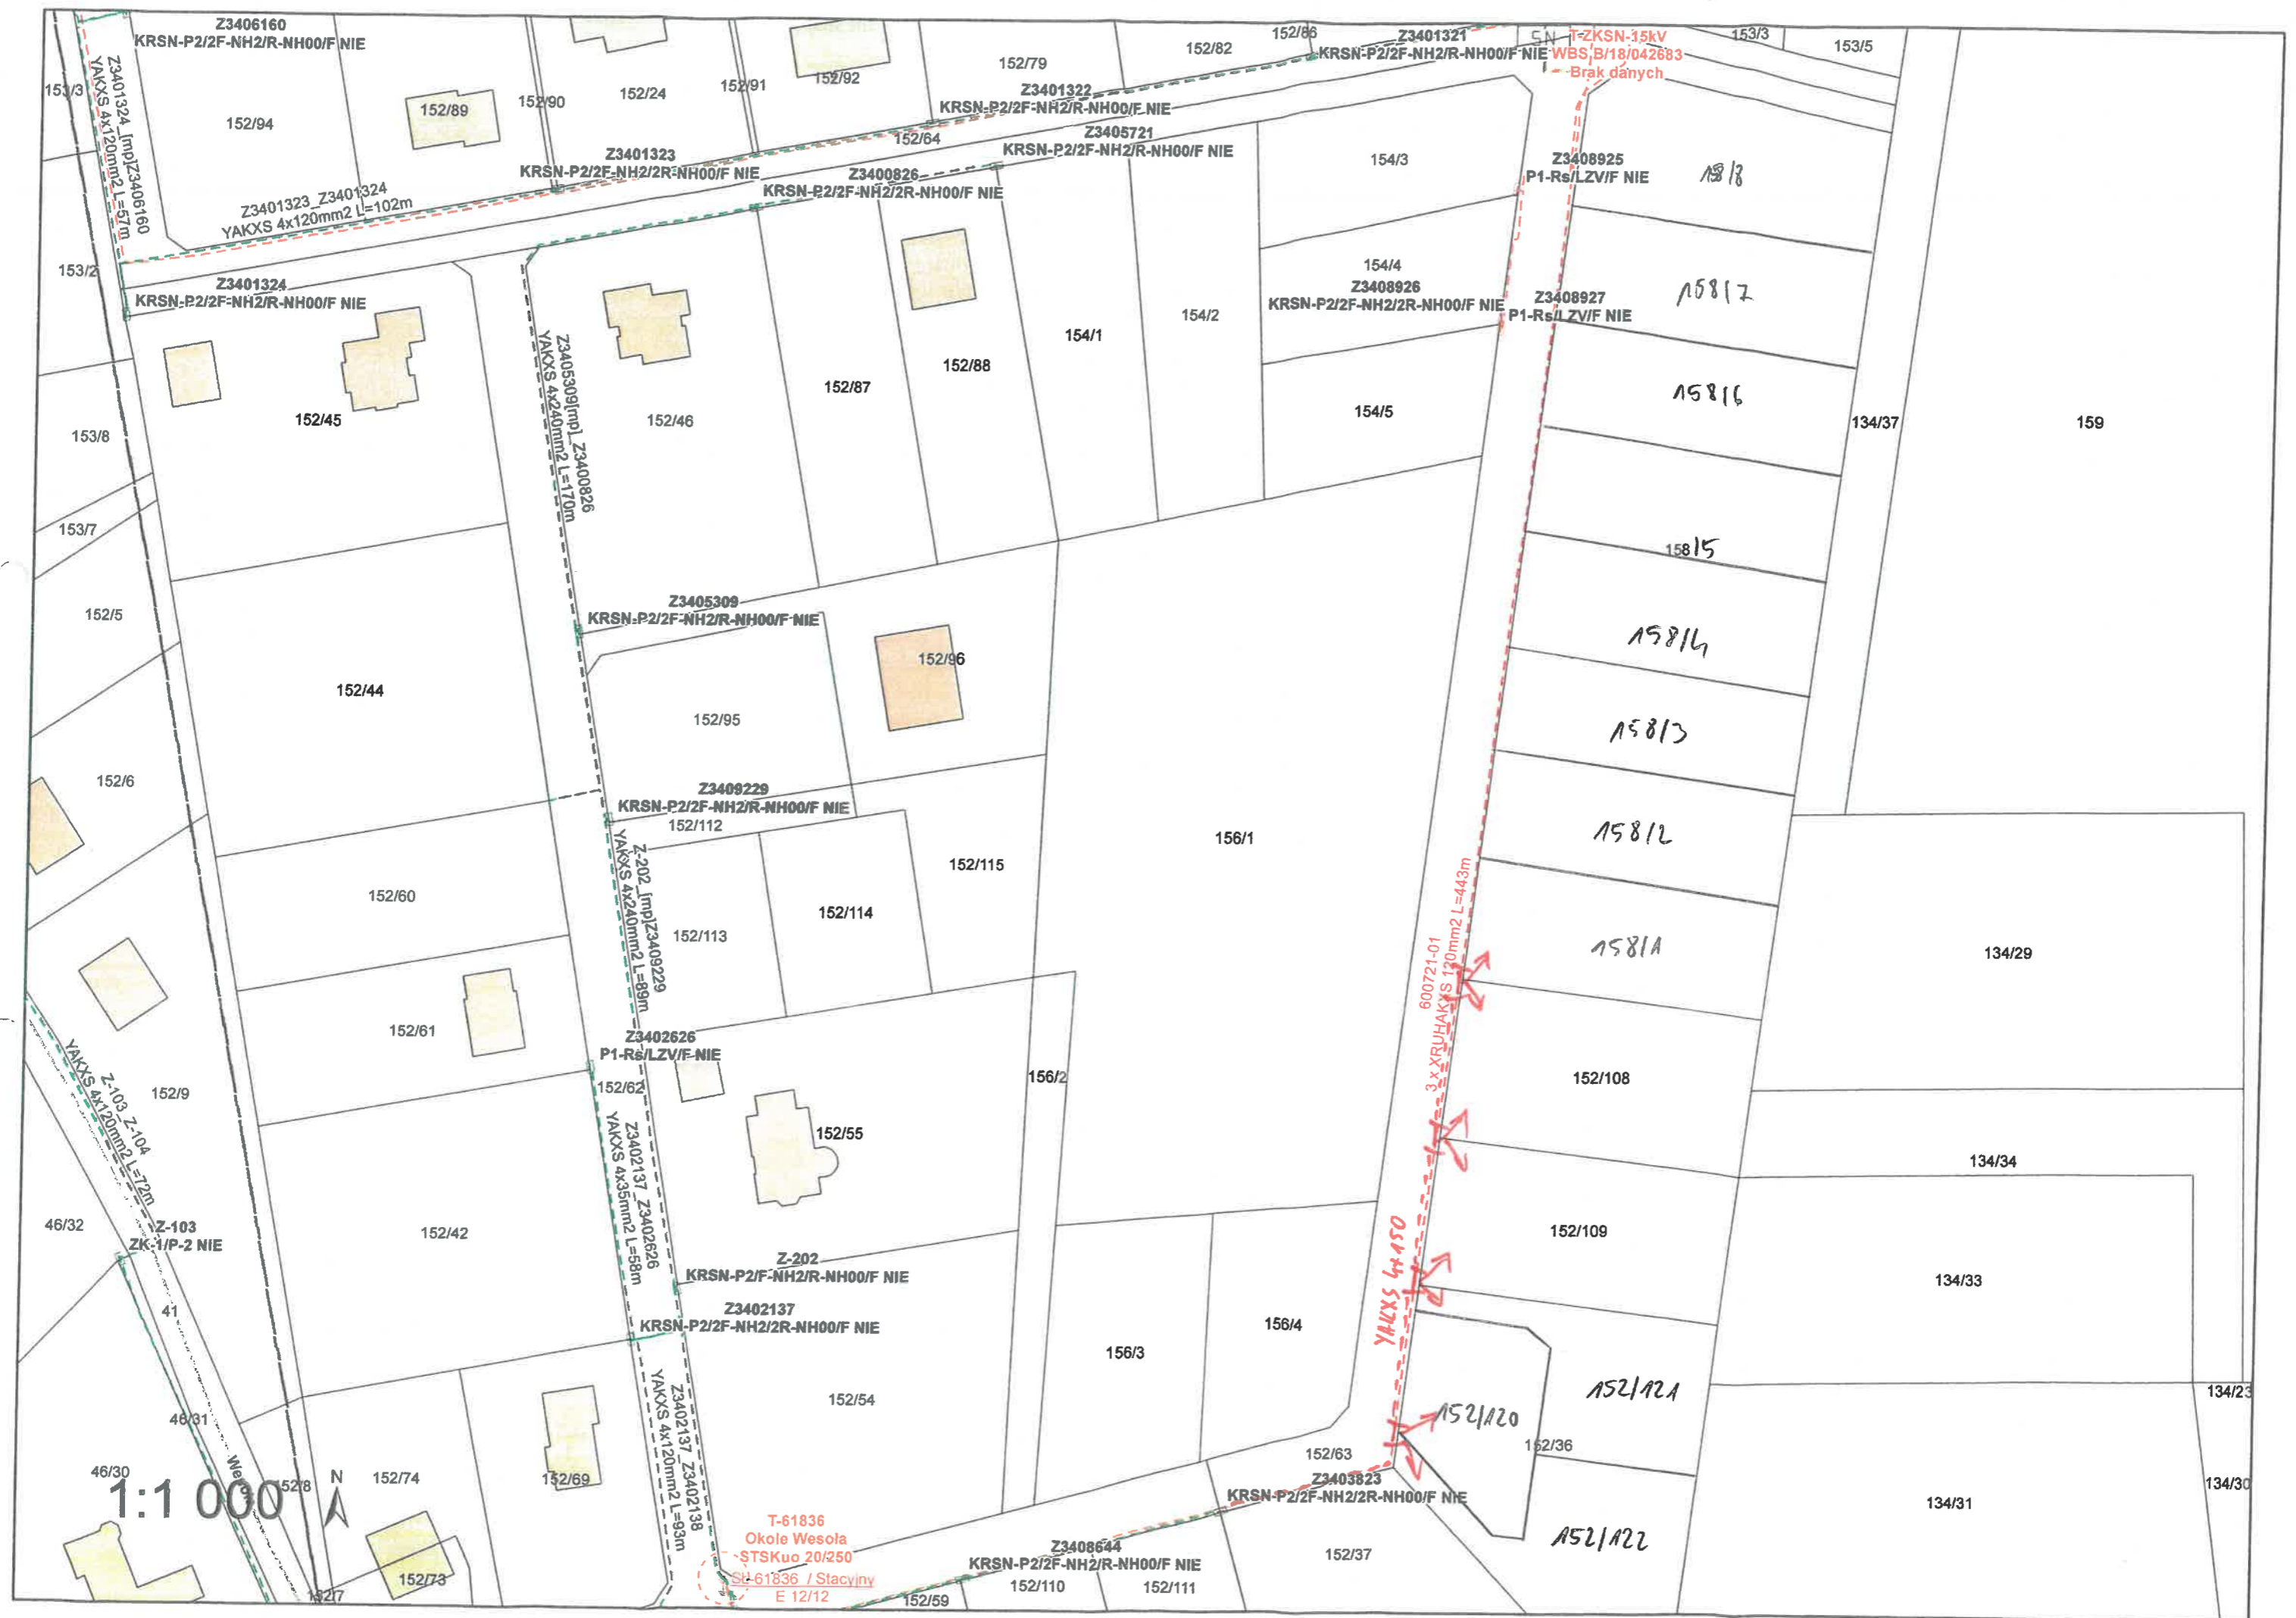 Z3406160
KRSN-P2/2F-NH2/R-NH00/F NIE
153/3
Z3401324_[mp]Z3406160
YAKXS 4x120mm2 L=57m
152/94
152/89
152/90
152/24
152/91
152/92
152/79
152/82
152/86
Z3401321
KRSN-P2/2F-NH2/R-NH00/F NIE
SN
T-ZKSN-15kV
WBS B/18/042683
Brak danych
153/3
153/5
Z3401322
KRSN-P2/2F-NH2/R-NH00/F NIE
152/64
Z3405721
KRSN-P2/2F-NH2/R-NH00/F NIE
Z3401323
KRSN-P2/2F-NH2/2R-NH00/F NIE
Z3400826
KRSN-P2/2F-NH2/2R-NH00/F NIE
Z3401323_Z3401324
YAKXS 4x120mm2 L=102m
154/3
Z3408925
P1-Rs/LZV/F NIE
158/8
153/2
Z3401324
KRSN-P2/2F-NH2/R-NH00/F NIE
154/4
Z3408926
KRSN-P2/2F-NH2/2R-NH00/F NIE
Z3408927
P1-Rs/LZV/F NIE
158/7
154/1
154/2
152/87
152/88
154/5
158/6
134/37
159
152/45
153/8
Z3405309[mp]_Z3400826
YAKXS 4x240mm2 L=170m
152/46
153/7
158/5
152/5
Z3405309
KRSN-P2/2F-NH2/R-NH00/F NIE
158/4
152/96
152/44
152/95
158/3
152/6
Z3409229
KRSN-P2/2F-NH2/R-NH00/F NIE
152/112
158/2
156/1
152/60
Z-202_[mp]Z3409229
YAKXS 4x240mm2 L=89m
152/113
152/114
152/115
158/1
134/29
600721-01
3 x XRUHAKXS 120mm2 L=443m
152/61
Z3402626
P1-Rs/LZV/F NIE
152/62
156/2
152/108
152/9
Z-103_Z-104
YAKXS 4x120mm2 L=72m
152/55
Z3402137_Z3402626
YAKXS 4x35mm2 L=58m
134/34
46/32
Z-103
ZK-1/P-2 NIE
152/42
152/109
YAKXS 4x150
134/33
Z-202
KRSN-P2/F-NH2/R-NH00/F NIE
41
Z3402137
KRSN-P2/2F-NH2/2R-NH00/F NIE
156/3
156/4
152/121
134/23
152/54
152/120
152/36
46/31
Z3402137_Z3402138
YAKXS 4x120mm2 L=93m
152/63
46/30
152/8
N
152/74
152/69
Z3403823
KRSN-P2/2F-NH2/2R-NH00/F NIE
134/31
134/30
1:1 000
T-61836
Okole Wesoła
STSKuo 20/250
SŁ-61836 / Stacyjny
E 12/12
Z3408644
KRSN-P2/2F-NH2/R-NH00/F NIE
152/37
152/122
152/7
152/73
152/59
152/110
152/111